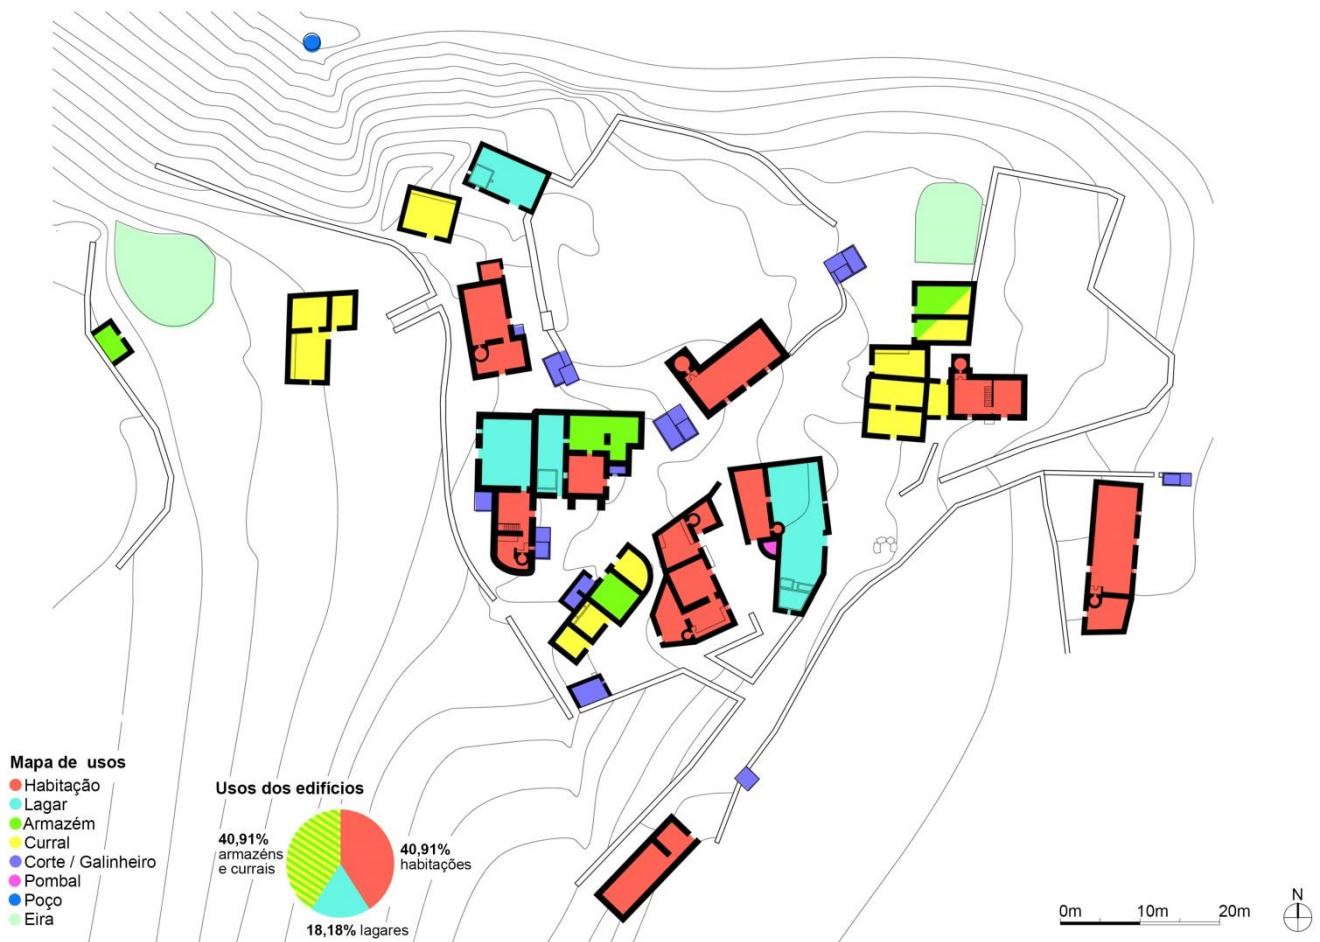 Mapa de usos
Habitação
Lagar
Armazém
Curral
Corte / Galinheiro
Pombal
Poço
Eira
Usos dos edifícios
40,91%
armazéns
e currais
40,91%
habitações
18,18% lagares
0m 10m 20m
N